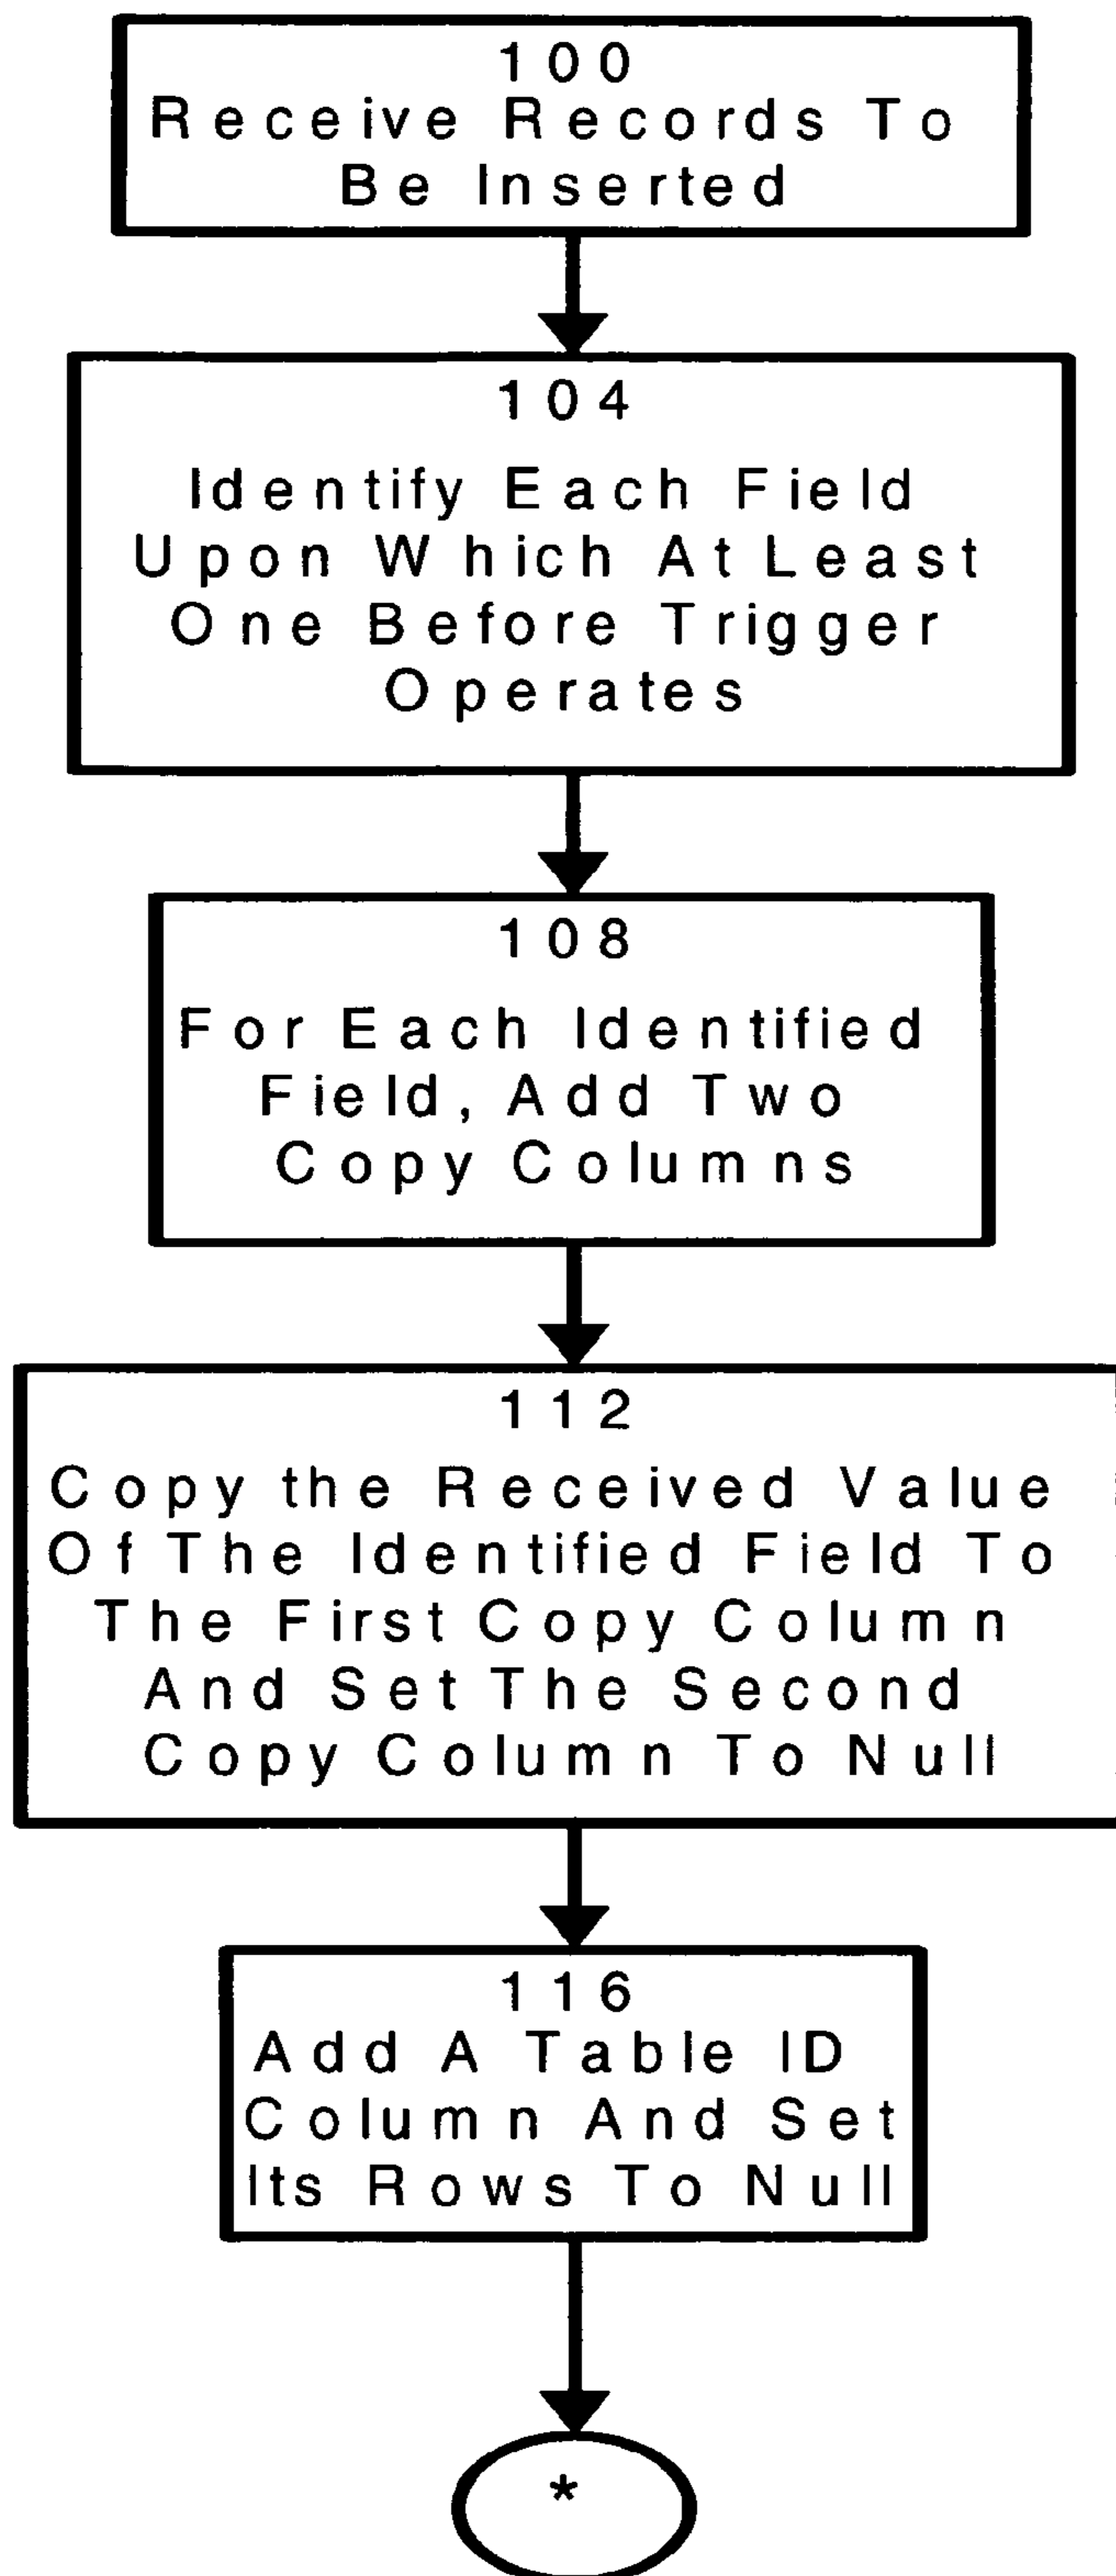 100
Receive Records To
Be Inserted
104
Identify Each Field
Upon Which At Least
One Before Trigger
Operates
108
For Each Identified
Field, Add Two
Copy Columns
112
Copy the Received Value
Of The Identified Field To
The First Copy Column
And Set The Second
Copy Column To Null
116
Add A Table ID
Column And Set
Its Rows To Null
*